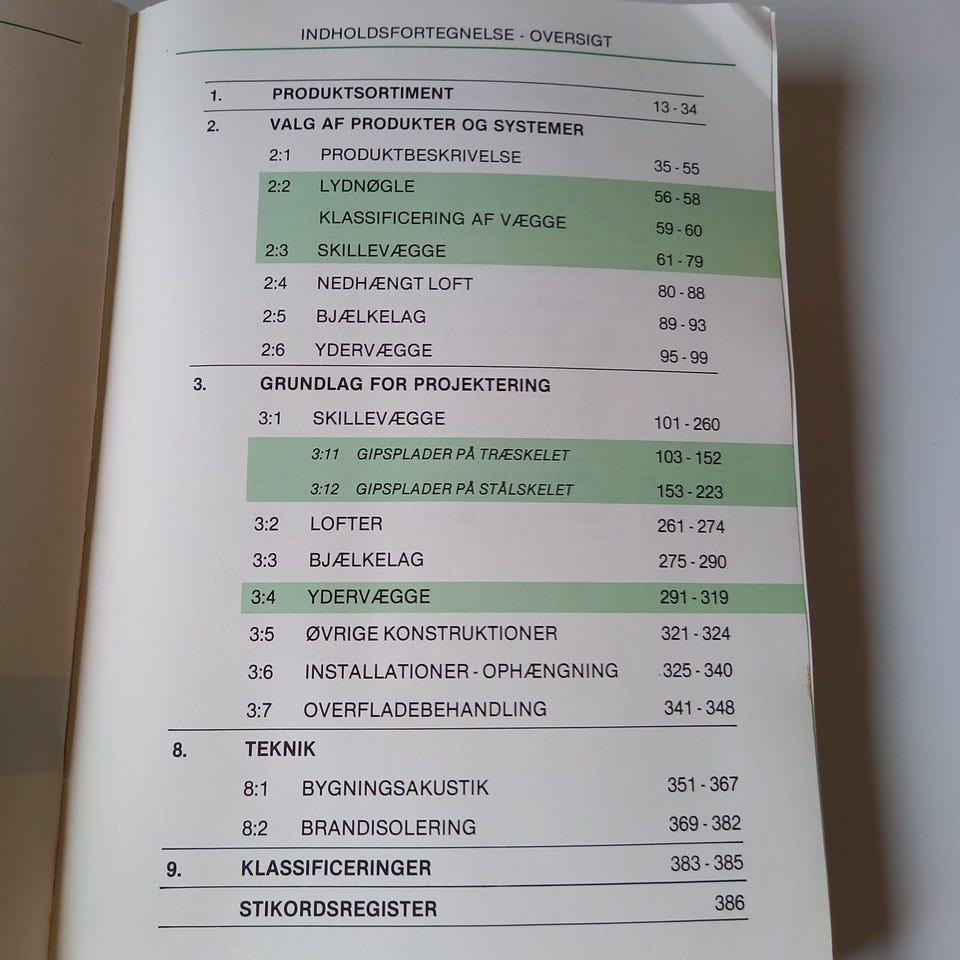 INDHOLDSFORTEGNELSE - OVERSIGT
1. PRODUKTSORTIMENT 13 - 34
2. VALG AF PRODUKTER OG SYSTEMER
2:1 PRODUKTBESKRIVELSE 35 - 55
2:2 LYDNØGLE 56 - 58
KLASSIFICERING AF VÆGGE 59 - 60
2:3 SKILLEVÆGGE 61 - 79
2:4 NEDHÆNGT LOFT 80 - 88
2:5 BJÆLKELAG 89 - 93
2:6 YDERVÆGGE 95 - 99
3. GRUNDLAG FOR PROJEKTERING
3:1 SKILLEVÆGGE 101 - 260
3:11 GIPSPLADER PÅ TRÆSKELET 103 - 152
3:12 GIPSPLADER PÅ STÅLSKELET 153 - 223
3:2 LOFTER 261 - 274
3:3 BJÆLKELAG 275 - 290
3:4 YDERVÆGGE 291 - 319
3:5 ØVRIGE KONSTRUKTIONER 321 - 324
3:6 INSTALLATIONER - OPHÆNGNING 325 - 340
3:7 OVERFLADEBEHANDLING 341 - 348
8. TEKNIK
8:1 BYGNINGSAKUSTIK 351 - 367
8:2 BRANDISOLERING 369 - 382
9. KLASSIFICERINGER 383 - 385
STIKORDSREGISTER 386